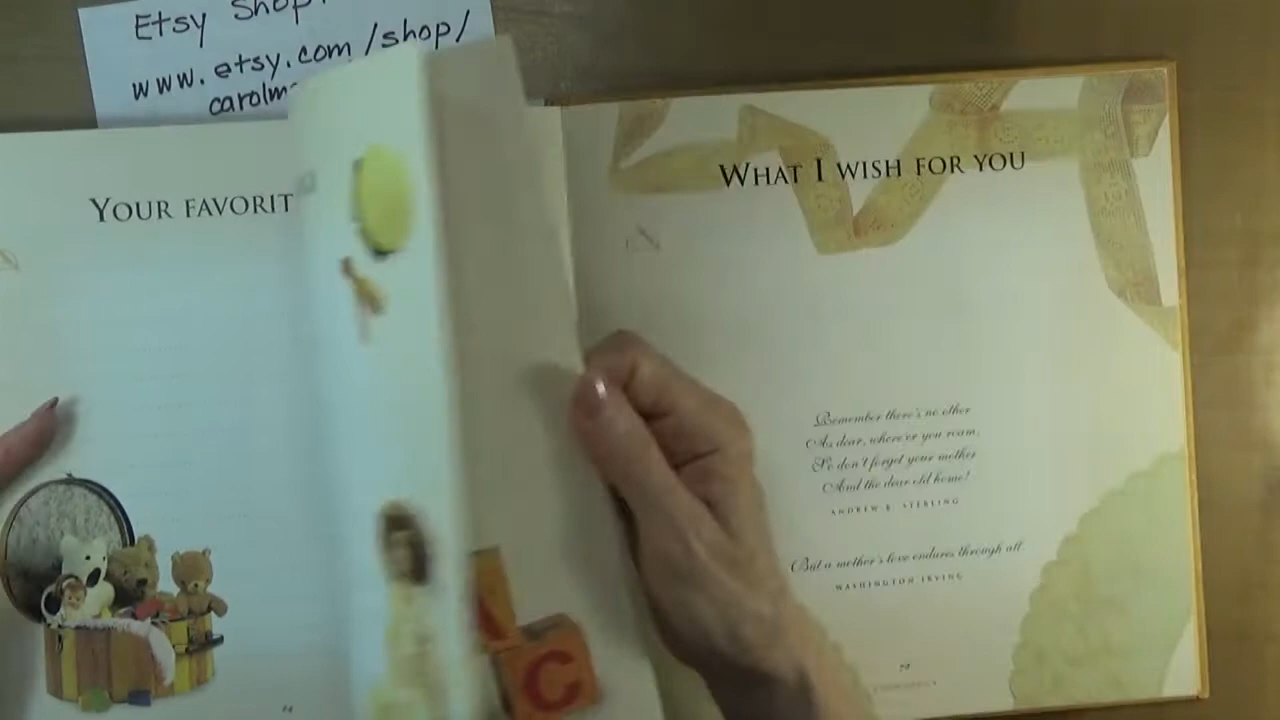 Etsy Shop:
www.etsy.com/shop/
carolm
YOUR FAVORIT
WHAT I WISH FOR YOU
Remember there's no other
As dear, where'er you roam,
So don't forget your mother
And the dear old home!
ANDREW B. STERLING
But a mother's love endures through all
WASHINGTON IRVING
C